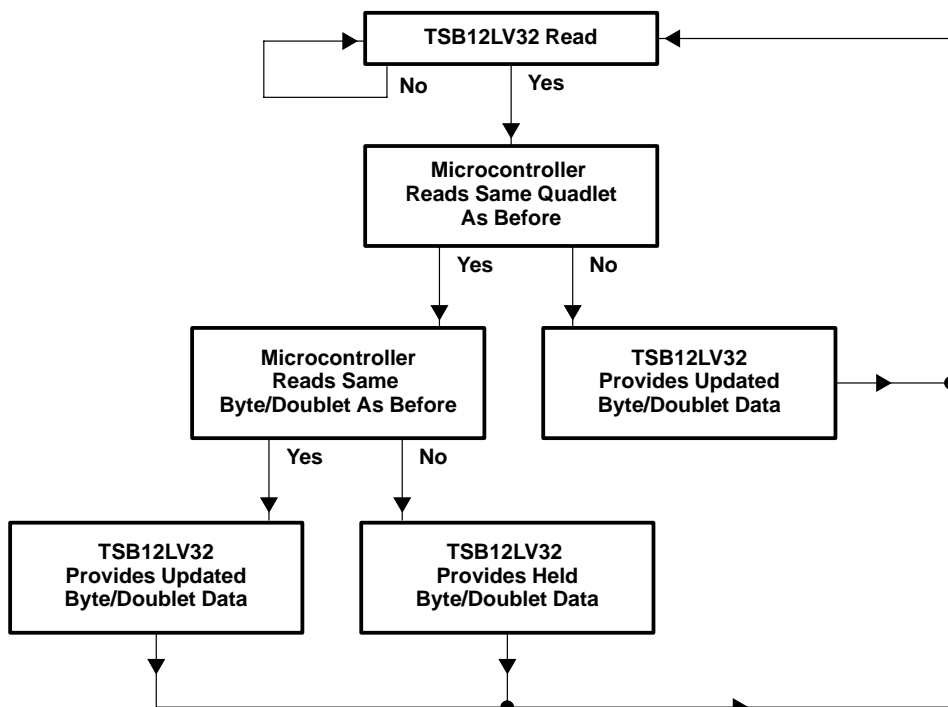 TSB12LV32 Read
No
Yes
Microcontroller
Reads Same Quadlet
As Before
Yes
No
Microcontroller
Reads Same
Byte/Doublet As Before
TSB12LV32
Provides Updated
Byte/Doublet Data
Yes
No
TSB12LV32
Provides Updated
Byte/Doublet Data
TSB12LV32
Provides Held
Byte/Doublet Data